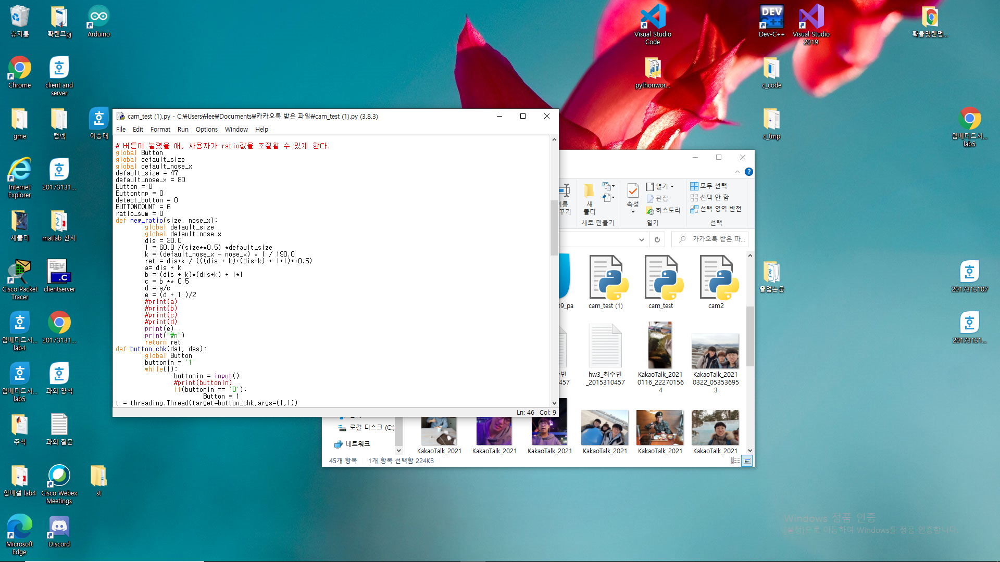 휴지통
확랜프pj
Arduino
Visual Studio
Code
Dev-C++
Visual Studio
2019
확률및랜덤...
Chrome
client and
server
pythonwor...
c_code
gme
컴넼
이승태
c_tmp
임베디드시...
lab5
cam_test (1).py - C:₩Users₩lee₩Documents₩카카오톡 받은 파일₩cam_test (1).py (3.8.3)
File Edit Format Run Options Window Help
# 버튼이 눌렸을 때, 사용자가 ratio값을 조절할 수 있게 한다.
global Button
global default_size
global default_nose_x
default_size = 47
default_nose_x = 80
Button = 0
Buttontmp = 0
detect_botton = 0
BUTTONCOUNT = 6
ratio_sum = 0
def new_ratio(size, nose_x):
global default_size
global default_nose_x
dis = 30.0
l = 60.0 /(size**0.5) *default_size
k = (default_nose_x - nose_x) * l / 190.0
ret = dis+k / (((dis + k)*(dis+k) + l*l)**0.5)
a= dis + k
b = (dis + k)*(dis+k) + l*l
c = b ** 0.5
d = a/c
e = (d + 1 )/2
#print(a)
#print(b)
#print(c)
#print(d)
print(e)
print("₩n")
return ret
def button_chk(daf, das):
global Button
buttonin = '1'
while(1):
buttonin = input()
#print(buttonin)
if(buttonin == '0'):
Button = 1
t = threading.Thread(target=button_chk,args=(1,1))
Ln: 46 Col: 9
이름
꾸기
새
폴더
새로 만들기
속성
열기
편집
히스토리
열기
모두 선택
선택 안 함
선택 영역 반전
선택
카카오톡 받은 파...
09_pa
cam_test (1)
cam_test
cam2
수빈
457
hw3_최수빈
_2015310457
KakaoTalk_2021
0116_22270156
4
KakaoTalk_2021
0322_05353695
3
로컬 디스크 (C:)
네트워크
KakaoTalk_2021
KakaoTalk_2021
KakaoTalk_2021
KakaoTalk_2021
KakaoTalk_2021
KakaoTalk_2021
45개 항목
1개 항목 선택함 224KB
Internet
Explorer
20173131...
새폴터
matlab 신시
Cisco Packet
Tracer
clientserver
졸업논문
2017313107
임베디드시...
lab4
20173131...
20173131...
임베디드시...
lab5
과외 양식
주식
과외 질문
임베설 lab4
Cisco Webex
Meetings
st
Microsoft
Edge
Discord
Windows 정품 인증
[설정]으로 이동하여 Windows를 정품 인증합니다.